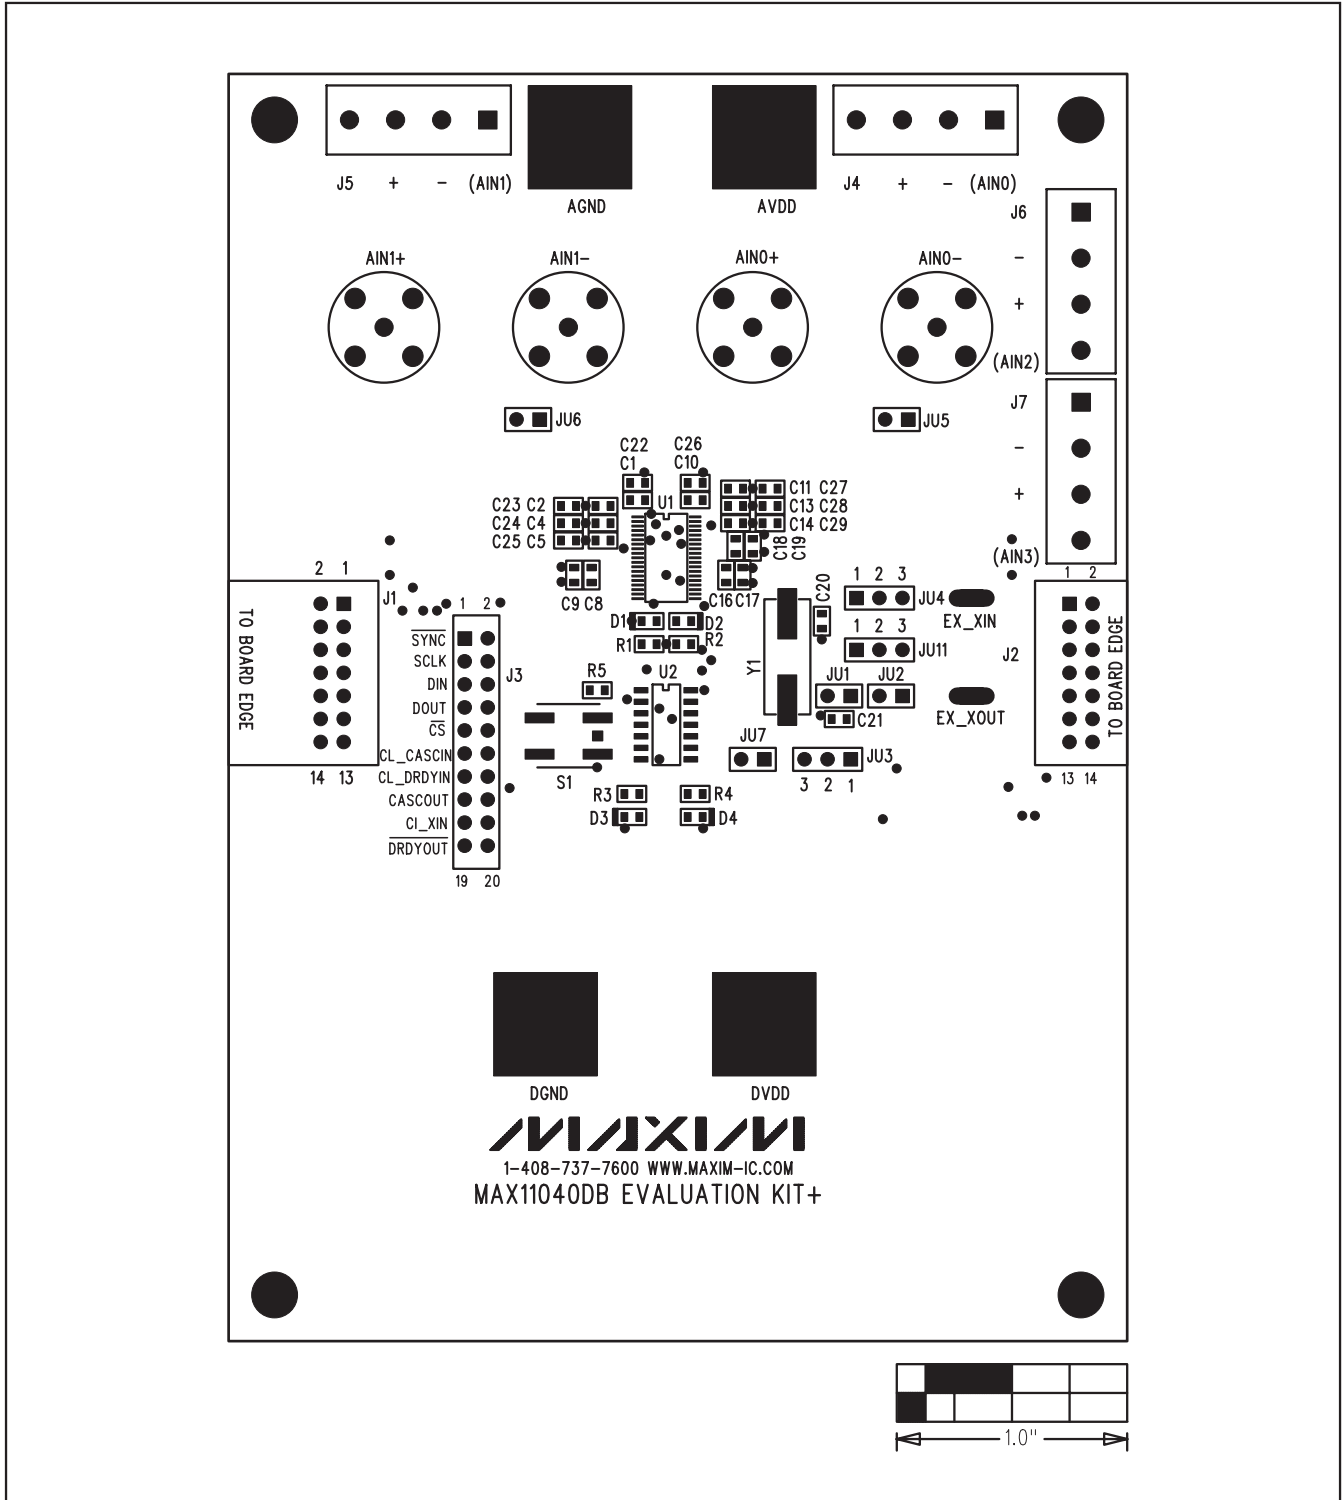 J5 + - (AIN1)
AGND
AVDD
J4 + - (AIN0)
J6
-
+
(AIN2)
AIN1+
AIN1-
AIN0+
AIN0-
J7
-
+
(AIN3)
JU6
JU5
C22
C1
C26
C10
U1
C23 C2
C24 C4
C25 C5
C11 C27
C13 C28
C14 C29
C18
C19
C9 C8
C16 C17
D1
D2
R1
R2
2 1
J1
TO BOARD EDGE
14 13
1 2
SYNC
SCLK
DIN
DOUT
CS
CL_CASCIN
CL_DRDYIN
CASCOUT
CI_XIN
DRDYOUT
J3
19 20
R5
U2
S1
R3
R4
D3
D4
Y1
C20
1 2 3
JU4
EX_XIN
1 2 3
JU11
JU1
JU2
C21
EX_XOUT
JU7
JU3
3 2 1
1 2
J2
TO BOARD EDGE
13 14
DGND
DVDD
MAXIM
1-408-737-7600 WWW.MAXIM-IC.COM
MAX11040DB EVALUATION KIT+
1.0"